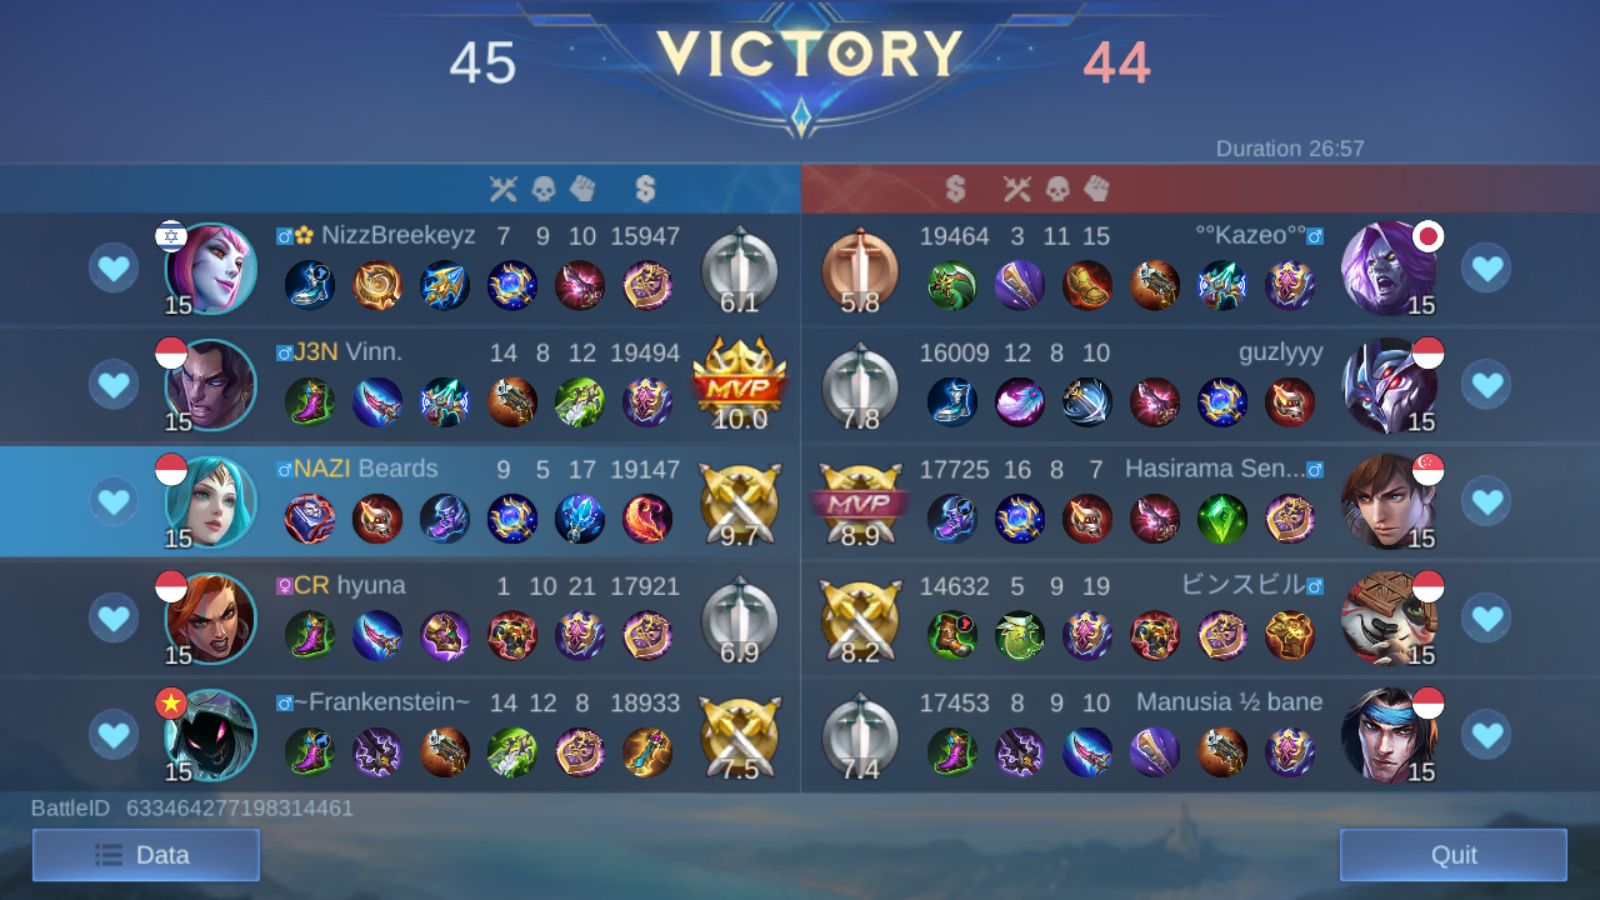 45 VICTORY 44
Duration 26:57
NizzBreekeyz 7 9 10 15947
15 6.1
19464 3 11 15 °°Kazeo°°
5.8 15
J3N Vinn. 14 8 12 19494
MVP
15 10.0
16009 12 8 10 guzlyyy
7.8 15
NAZI Beards 9 5 17 19147
15 9.7
17725 16 8 7 Hasirama Sen...
MVP
8.9 15
CR hyuna 1 10 21 17921
15 6.9
14632 5 9 19 ビンスビル
8.2 15
~Frankenstein~ 14 12 8 18933
15 7.5
17453 8 9 10 Manusia ½ bane
7.4 15
BattleID 633464277198314461
Data
Quit